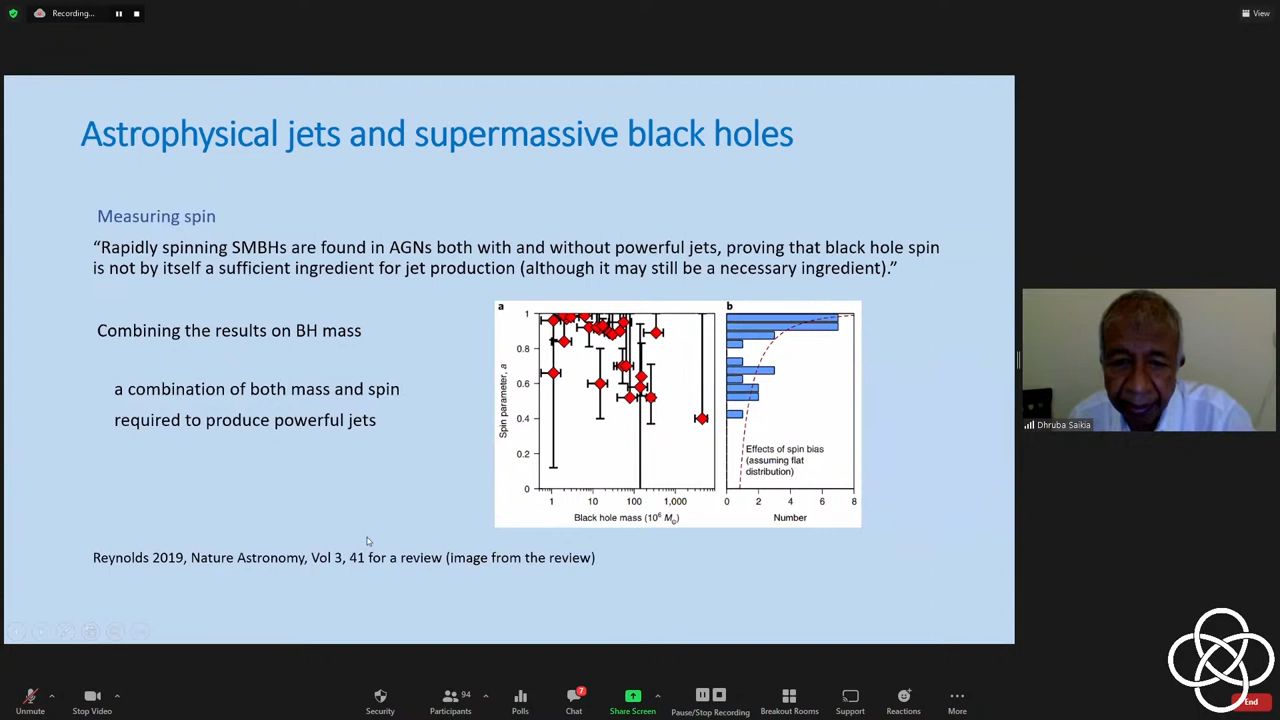 Recording...
View
Astrophysical jets and supermassive black holes
Measuring spin
“Rapidly spinning SMBHs are found in AGNs both with and without powerful jets, proving that black hole spin
is not by itself a sufficient ingredient for jet production (although it may still be a necessary ingredient).”
Combining the results on BH mass
a combination of both mass and spin
required to produce powerful jets
a
1
0.8
0.6
0.4
0.2
0
Spin parameter, a
1 10 100 1,000
Black hole mass (10⁶ M⊙)
b
Effects of spin bias
(assuming flat
distribution)
0 2 4 6 8
Number
Reynolds 2019, Nature Astronomy, Vol 3, 41 for a review (image from the review)
Dhruba Saikia
Unmute
Stop Video
Security
94
Participants
Polls
7
Chat
Share Screen
Pause/Stop Recording
Breakout Rooms
Support
Reactions
More
End